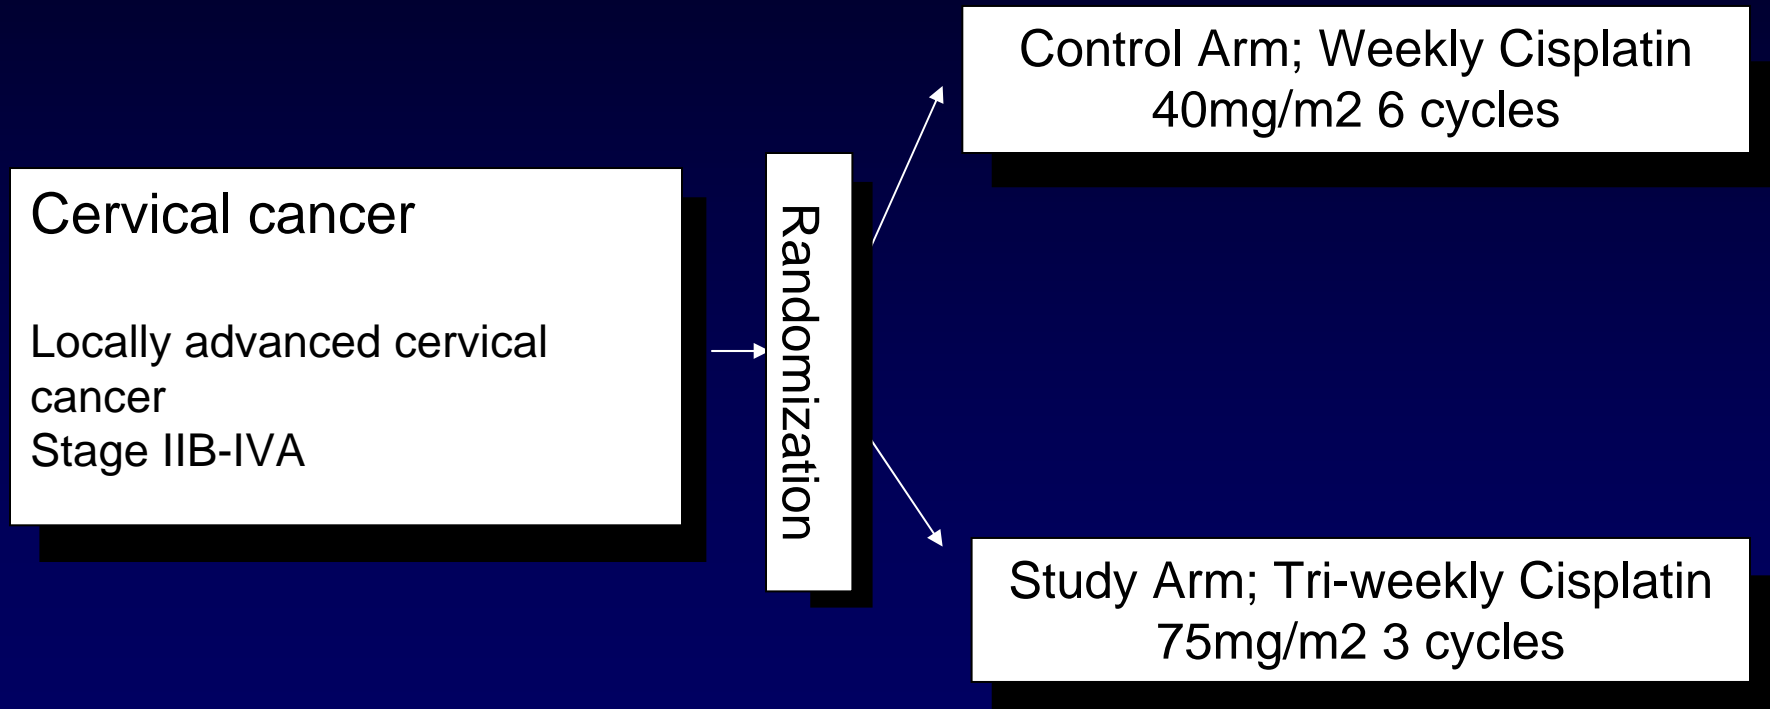 Cervical cancer
Locally advanced cervical
cancer
Stage IIB-IVA
Randomization
Control Arm; Weekly Cisplatin
40mg/m2 6 cycles
Study Arm; Tri-weekly Cisplatin
75mg/m2 3 cycles